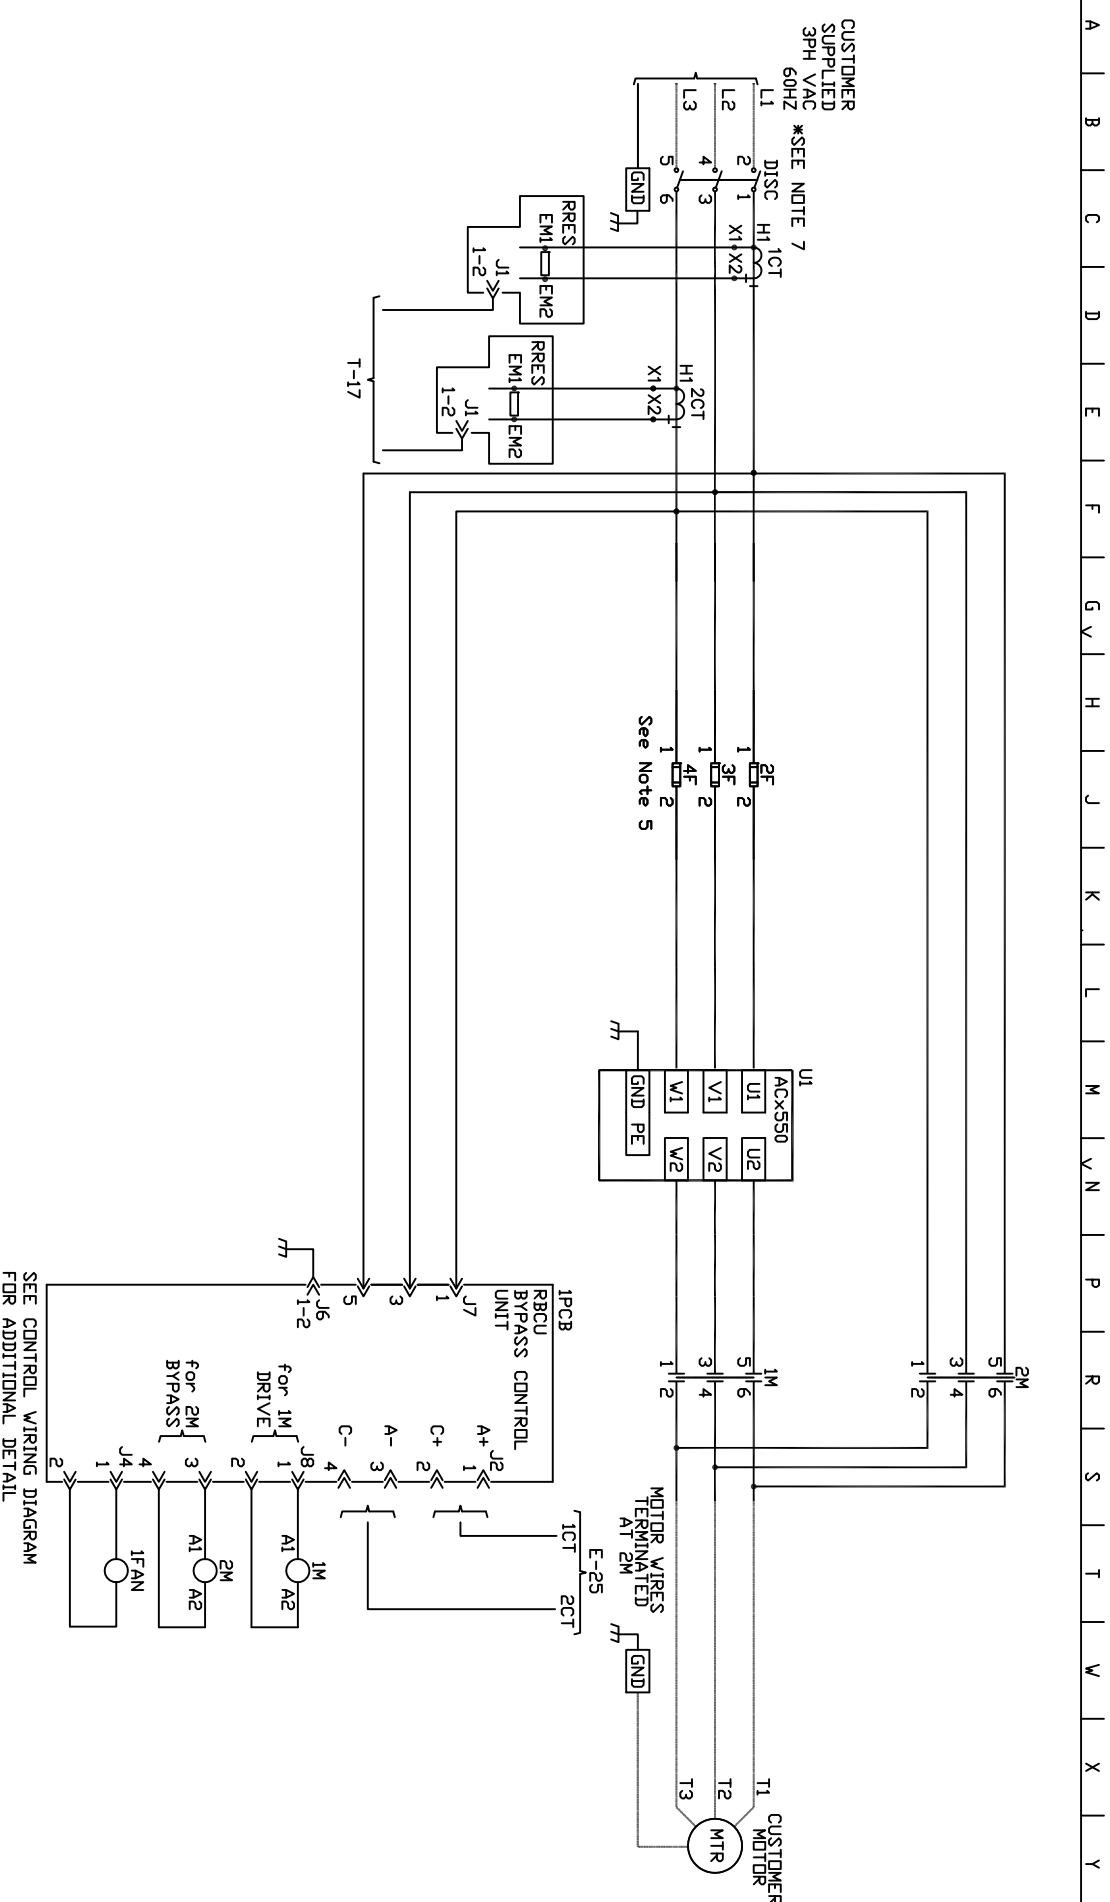 A
B
C
D
E
F
G
H
J
K
L
M
N
P
R
S
T
W
X
Y
CUSTOMER
SUPPLIED
3PH VAC
60HZ
*SEE NOTE 7
L1
L2
L3
DISC
2 1
4 3
5 6
GND
H1 1CT
X1 X2
RRES
EM1 EM2
J1
1-2
H1 2CT
X1 X2
RRES
EM1 EM2
J1
1-2
T-17
2F
1 2
3F
1 2
4F
1 2
See Note 5
U1
ACx550
U1 U2
V1 V2
W1 W2
GND PE
2M
5 6
3 4
1 2
1M
5 6
3 4
1 2
MOTOR WIRES
TERMINATED
AT 2M
GND
T1
T2
T3
CUSTOMER
MOTOR
MTR
E-25
1CT 2CT
1PCB
RBCU
BYPASS CONTROL
UNIT
J7
1
3
5
J6
1-2
J2
A+ 1
C+ 2
A- 3
C- 4
J8
for 1M
DRIVE
1
2
for 2M
BYPASS
3
4
J4
1
2
1M
A1 A2
2M
A1 A2
1FAN
SEE CONTROL WIRING DIAGRAM
FOR ADDITIONAL DETAIL